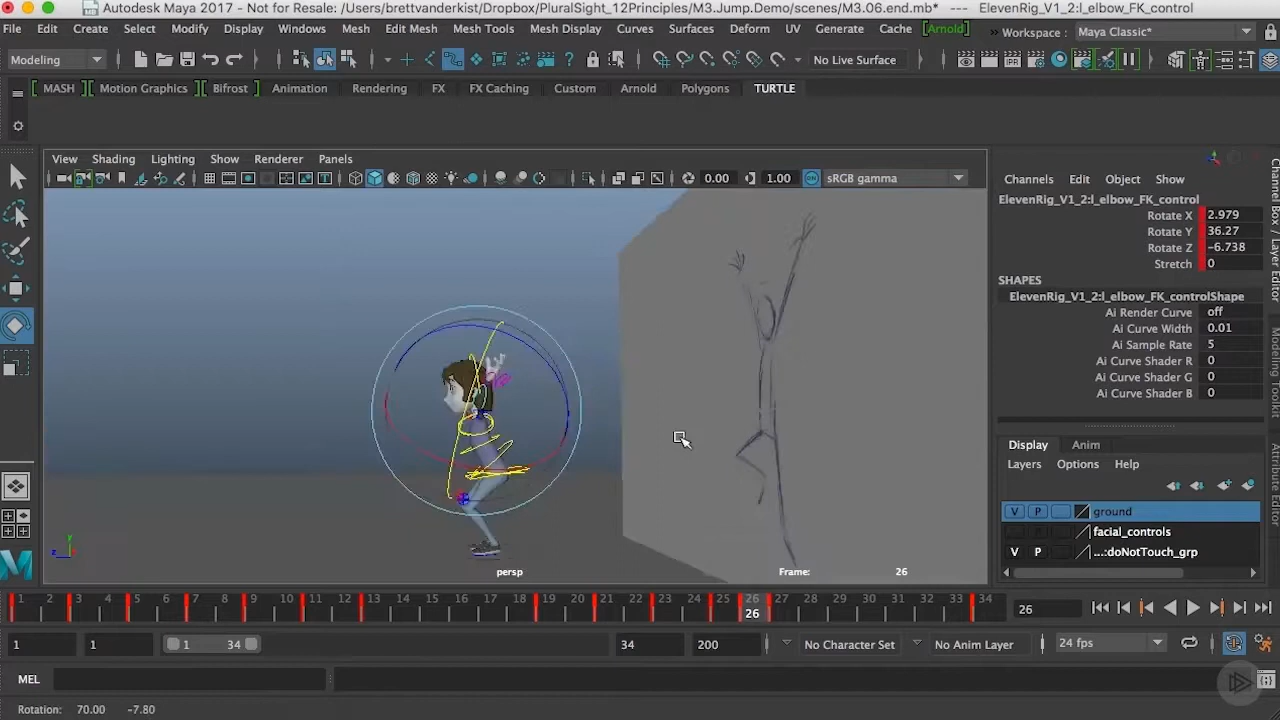 Autodesk Maya 2017 - Not for Resale: /Users/brettvanderkist/Dropbox/PluralSight_12Principles/M3.Jump.Demo/scenes/M3.06.end.mb* --- ElevenRig_V1_2:l_elbow_FK_control
File Edit Create Select Modify Display Windows Mesh Edit Mesh Mesh Tools Mesh Display Curves Surfaces Deform UV Generate Cache Arnold » Workspace: Maya Classic*
Modeling No Live Surface
MASH Motion Graphics Bifrost Animation Rendering FX FX Caching Custom Arnold Polygons TURTLE
View Shading Lighting Show Renderer Panels
0.00 1.00 ON sRGB gamma
Channels Edit Object Show
ElevenRig_V1_2:l_elbow_FK_control
Rotate X 2.979
Rotate Y 36.27
Rotate Z -6.738
Stretch 0
SHAPES
ElevenRig_V1_2:l_elbow_FK_controlShape
Ai Render Curve off
Ai Curve Width 0.01
Ai Sample Rate 5
Ai Curve Shader R 0
Ai Curve Shader G 0
Ai Curve Shader B 0
Channel Box / Layer Editor
Modeling Toolkit
Attribute Editor
Display Anim
Layers Options Help
V P ground
facial_controls
V P ...:doNotTouch_grp
y
z
persp Frame: 26
1 2 3 4 5 6 7 8 9 10 11 12 13 18 19 20 21 22 23 24 25 26 27 28 29 30 31 32 33 34
26 26
1 1 1 34 34 200 No Character Set No Anim Layer 24 fps
MEL
Rotation: 70.00 -7.80